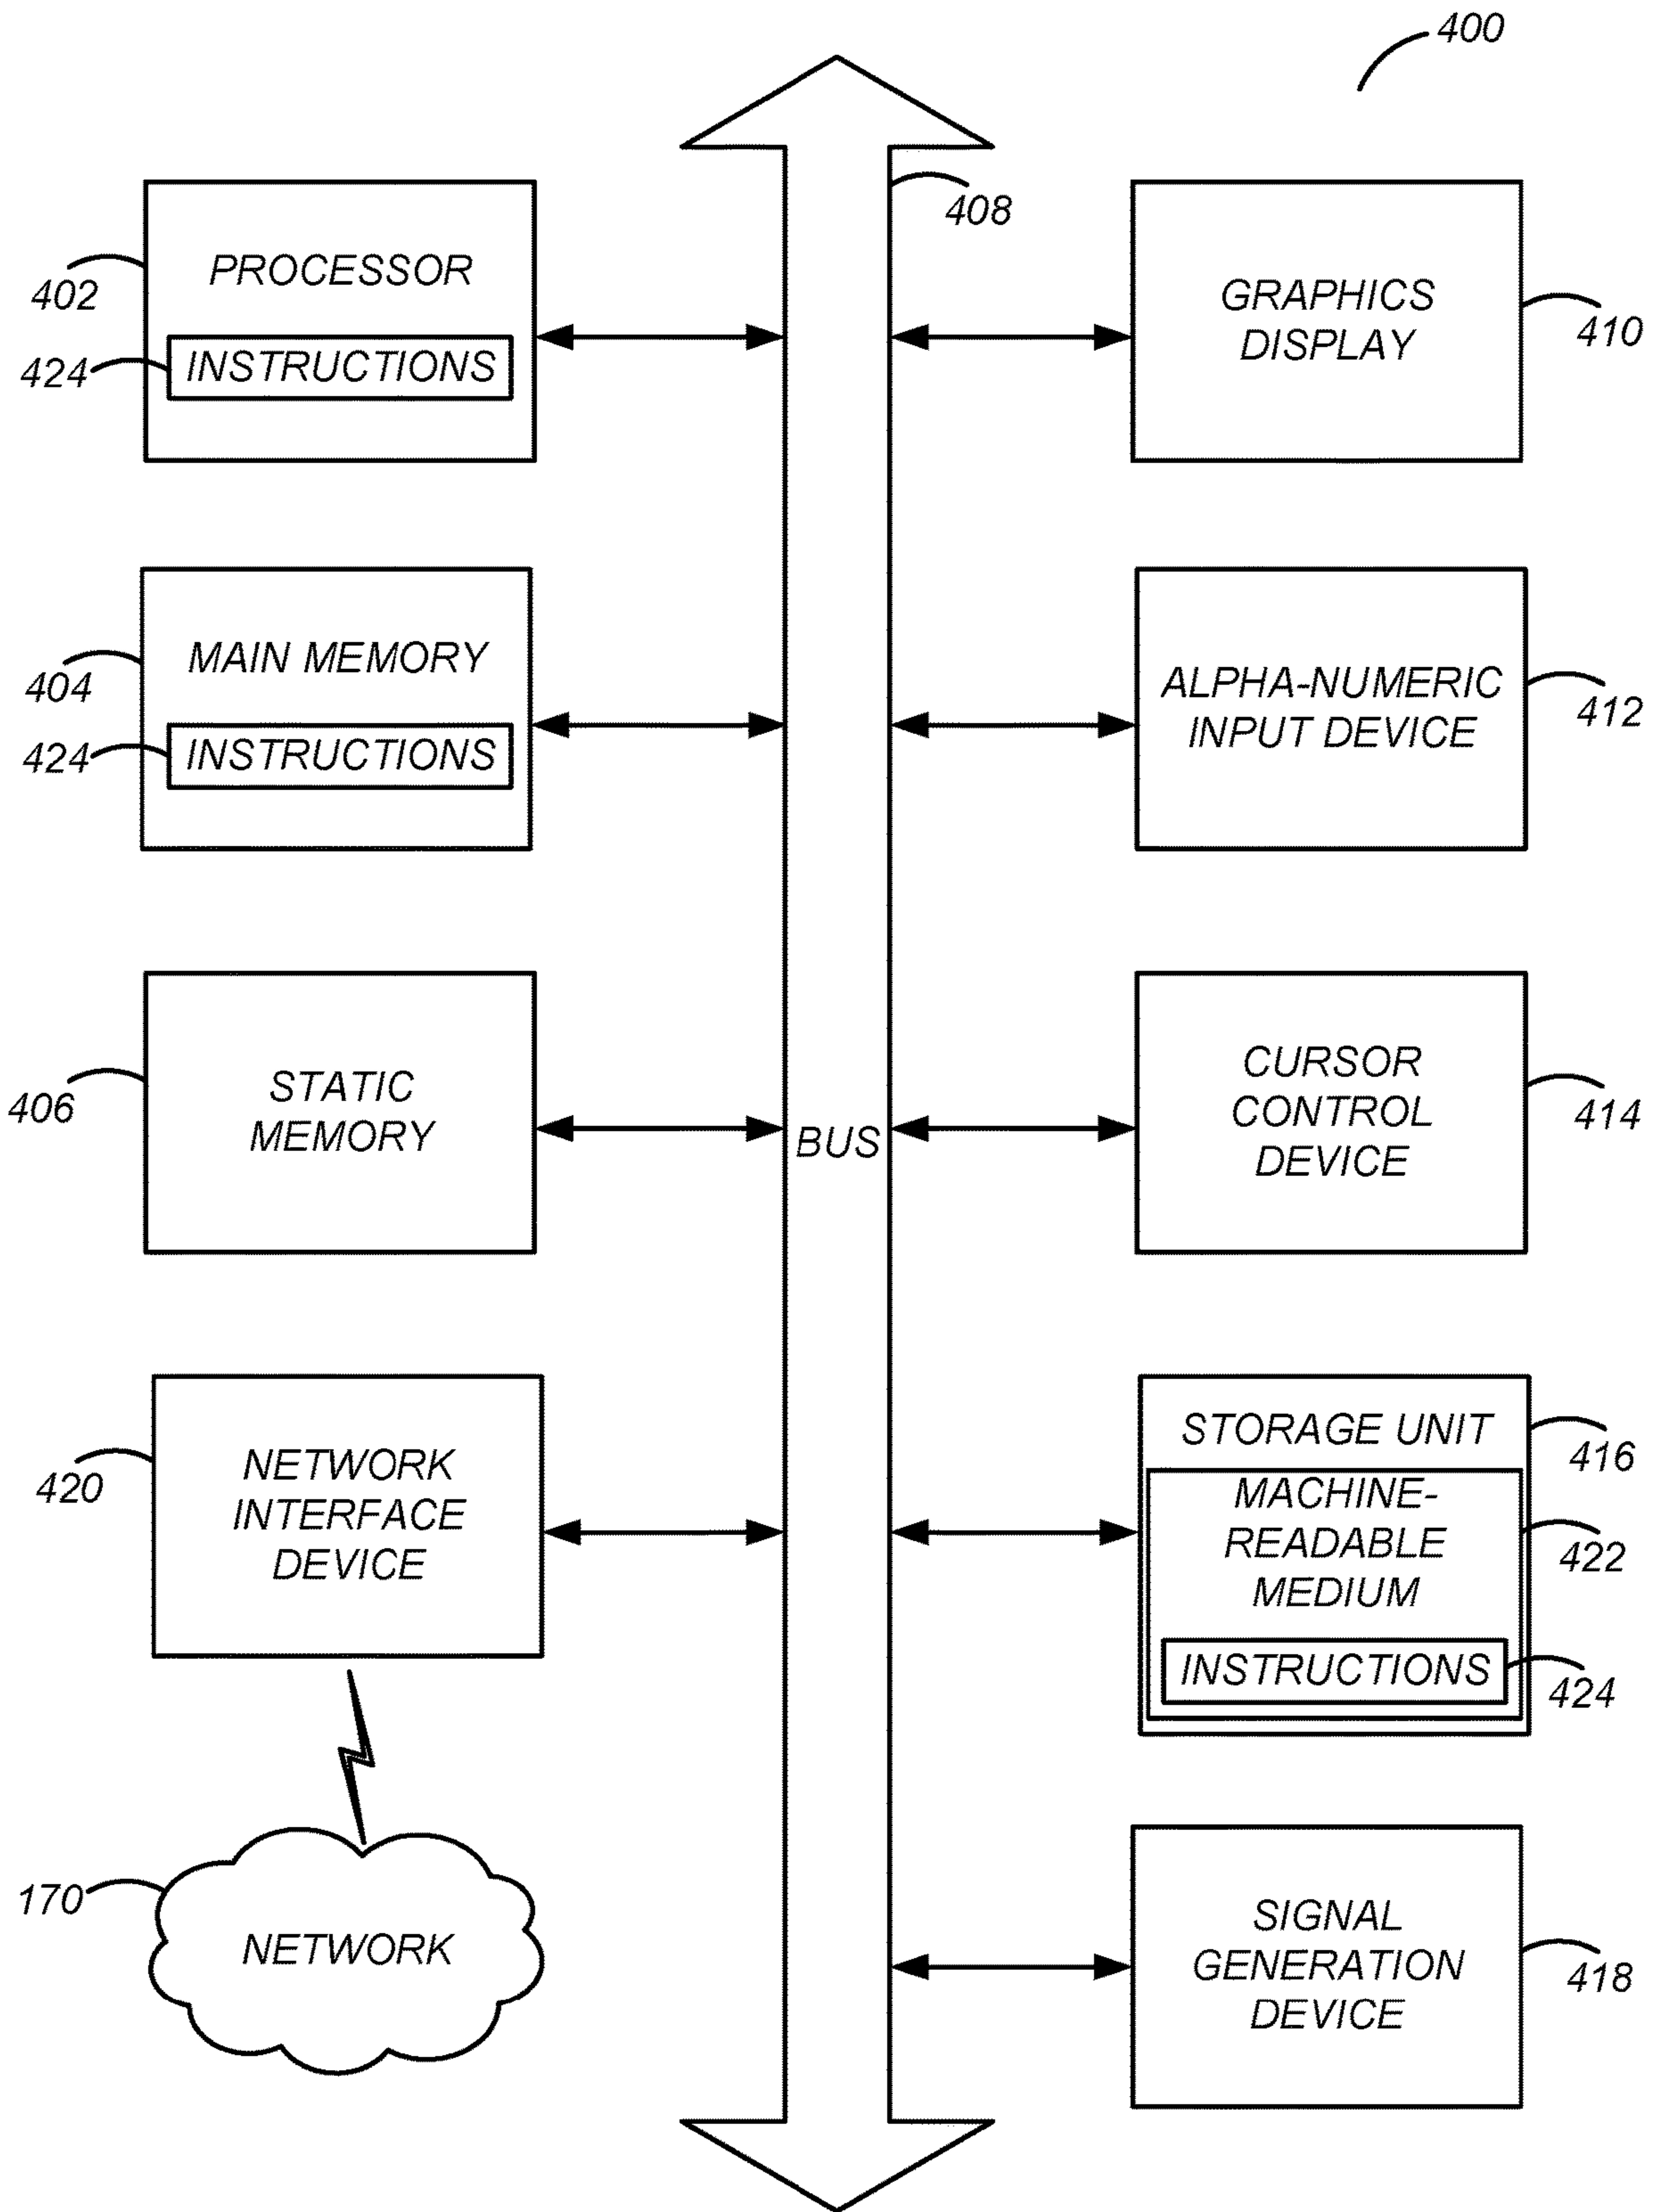 400
408
PROCESSOR
402
424
INSTRUCTIONS
GRAPHICS
DISPLAY
410
MAIN MEMORY
404
424
INSTRUCTIONS
ALPHA-NUMERIC
INPUT DEVICE
412
STATIC
MEMORY
406
BUS
CURSOR
CONTROL
DEVICE
414
NETWORK
INTERFACE
DEVICE
420
STORAGE UNIT
416
MACHINE-
READABLE
MEDIUM
422
INSTRUCTIONS
424
170
NETWORK
SIGNAL
GENERATION
DEVICE
418